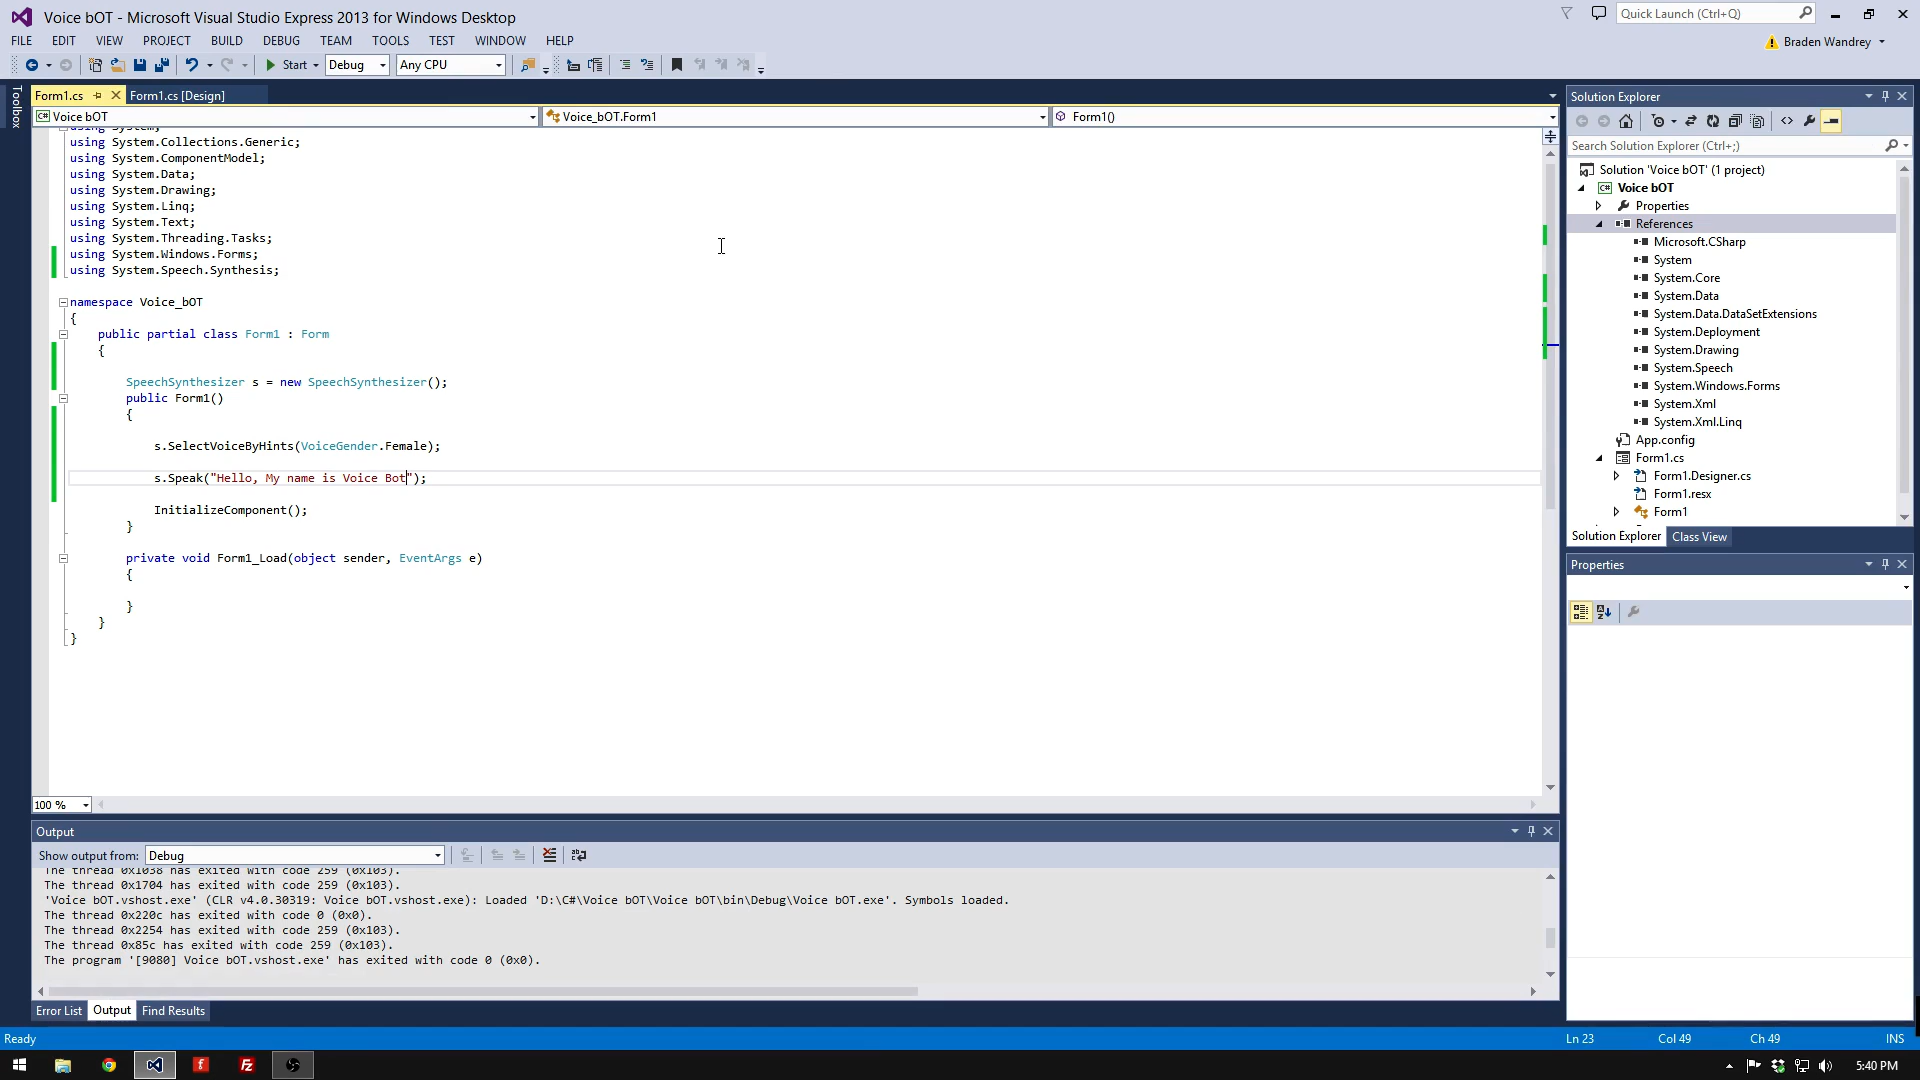 Voice bOT - Microsoft Visual Studio Express 2013 for Windows Desktop
Quick Launch (Ctrl+Q)
FILE EDIT VIEW PROJECT BUILD DEBUG TEAM TOOLS TEST WINDOW HELP
Braden Wandrey
Start Debug Any CPU
Toolbox
Form1.cs Form1.cs [Design]
Voice bOT Voice_bOT.Form1 Form1()
using System;
using System.Collections.Generic;
using System.ComponentModel;
using System.Data;
using System.Drawing;
using System.Linq;
using System.Text;
using System.Threading.Tasks;
using System.Windows.Forms;
using System.Speech.Synthesis;
namespace Voice_bOT
{
public partial class Form1 : Form
{
SpeechSynthesizer s = new SpeechSynthesizer();
public Form1()
{
s.SelectVoiceByHints(VoiceGender.Female);
s.Speak("Hello, My name is Voice Bot");
InitializeComponent();
}
private void Form1_Load(object sender, EventArgs e)
{
}
}
}
100 %
Solution Explorer
Search Solution Explorer (Ctrl+;)
Solution 'Voice bOT' (1 project)
C# Voice bOT
Properties
References
Microsoft.CSharp
System
System.Core
System.Data
System.Data.DataSetExtensions
System.Deployment
System.Drawing
System.Speech
System.Windows.Forms
System.Xml
System.Xml.Linq
App.config
Form1.cs
Form1.Designer.cs
Form1.resx
Form1
Solution Explorer Class View
Properties
Output
Show output from: Debug
The thread 0x1038 has exited with code 259 (0x103).
The thread 0x1704 has exited with code 259 (0x103).
'Voice bOT.vshost.exe' (CLR v4.0.30319: Voice bOT.vshost.exe): Loaded 'D:\C#\Voice bOT\Voice bOT\bin\Debug\Voice bOT.exe'. Symbols loaded.
The thread 0x220c has exited with code 0 (0x0).
The thread 0x2254 has exited with code 259 (0x103).
The thread 0x85c has exited with code 259 (0x103).
The program '[9080] Voice bOT.vshost.exe' has exited with code 0 (0x0).
Error List Output Find Results
Ready Ln 23 Col 49 Ch 49 INS
5:40 PM